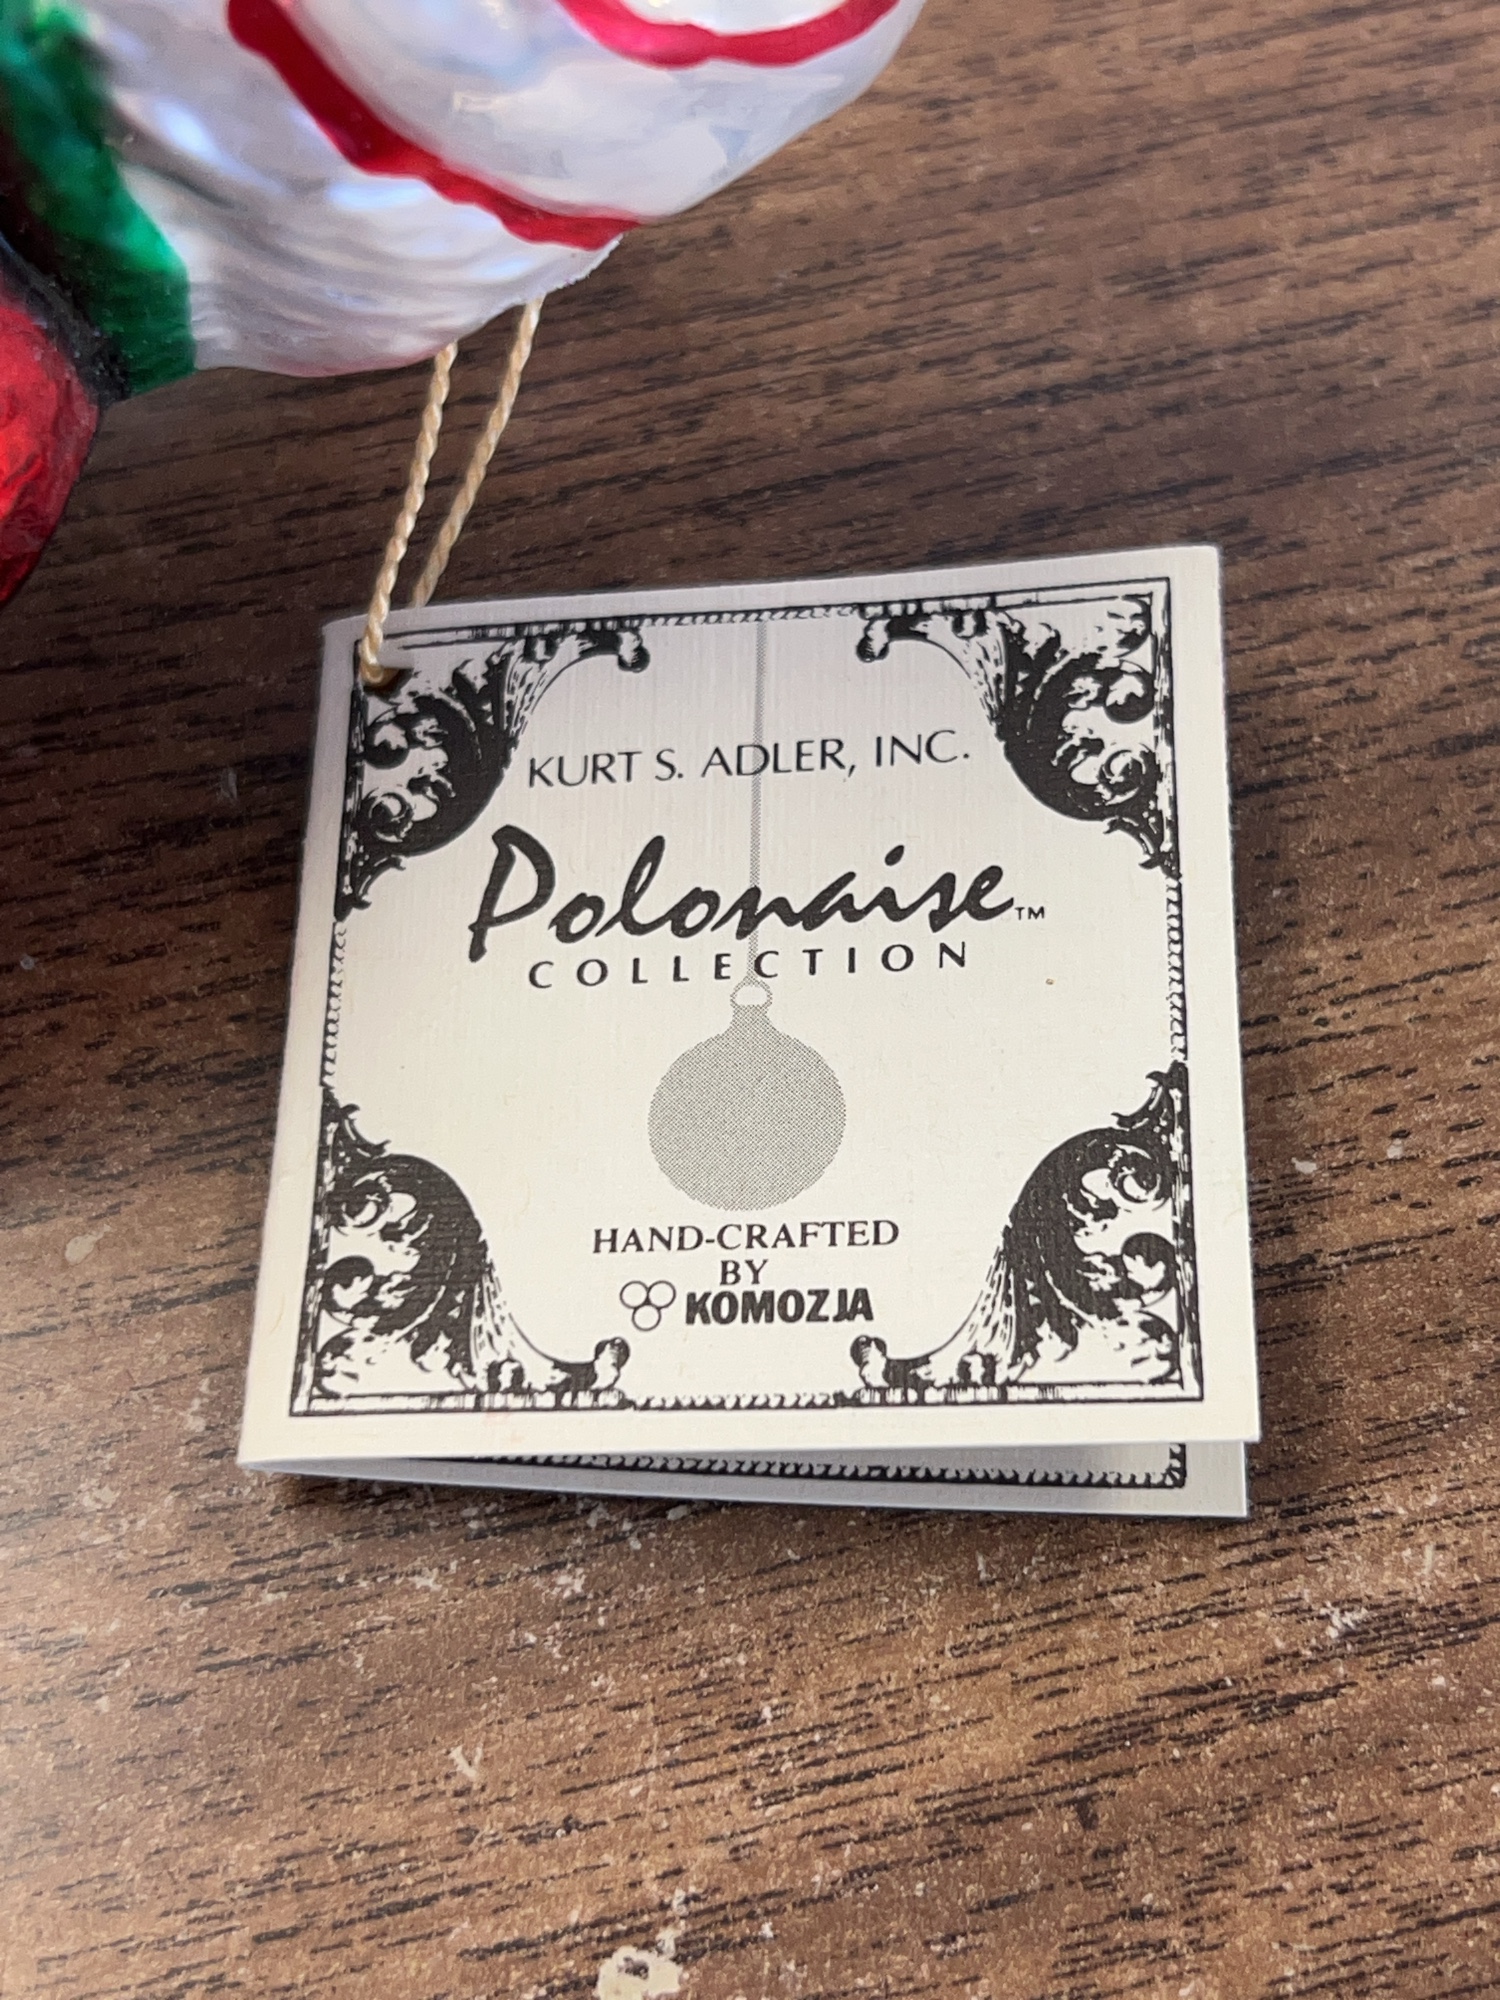 KURT S. ADLER, INC.
Polonaise™
COLLECTION
HAND-CRAFTED
BY
KOMOZJA